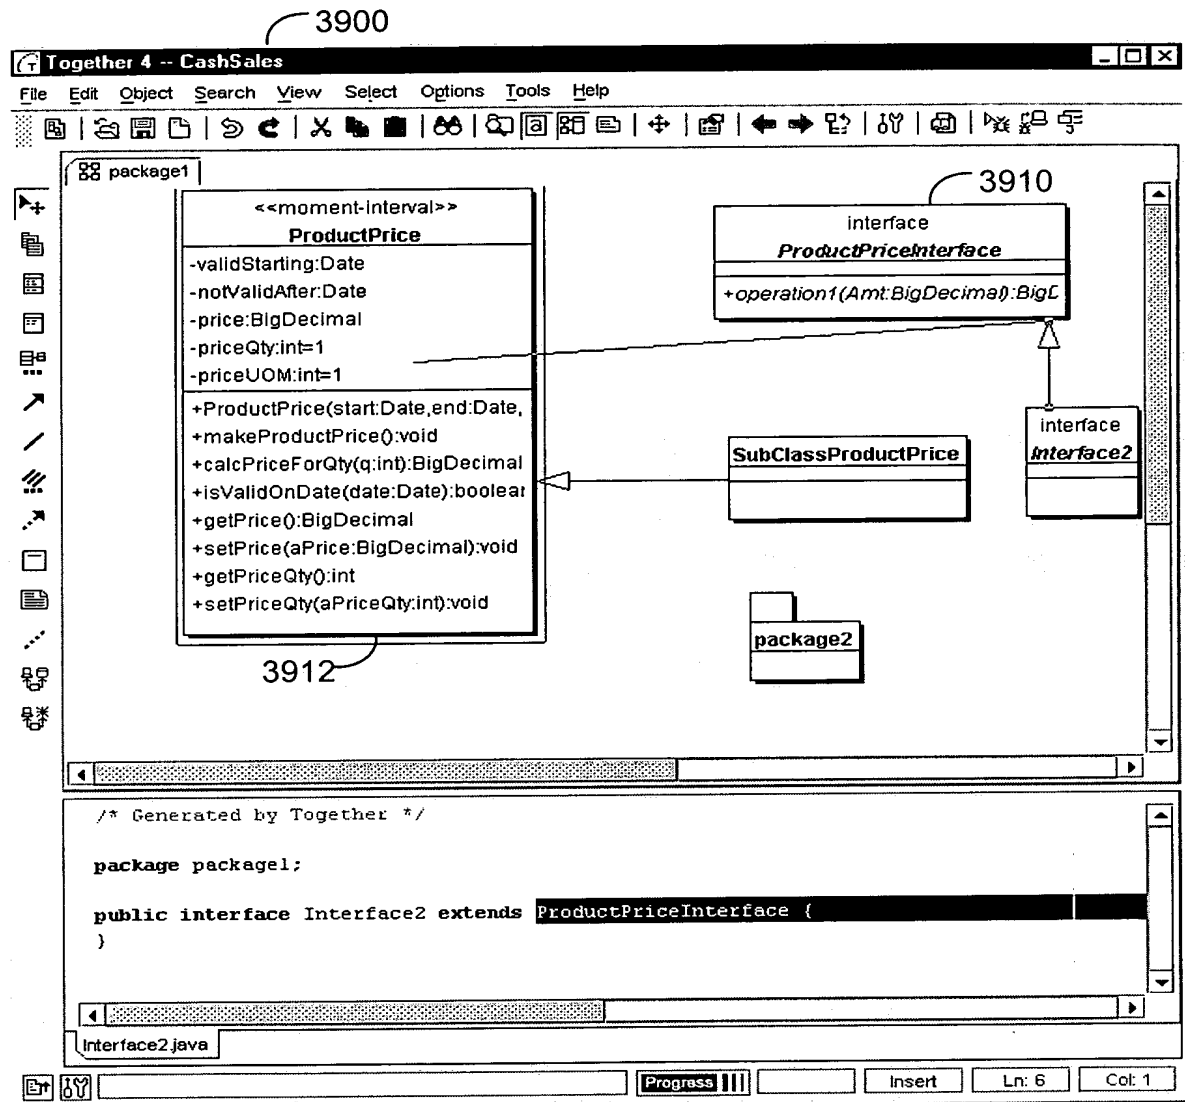 3900
Together 4 -- CashSales
File Edit Object Search View Select Options Tools Help
package1
3910
<<moment-interval>>
ProductPrice
-validStarting:Date
-notValidAfter:Date
-price:BigDecimal
-priceQty:int=1
-priceUOM:int=1
+ProductPrice(start:Date,end:Date,
+makeProductPrice():void
+calcPriceForQty(q:int):BigDecimal
+isValidOnDate(date:Date):boolear
+getPrice():BigDecimal
+setPrice(aPrice:BigDecimal):void
+getPriceQty():int
+setPriceQty(aPriceQty:int):void
3912
interface
ProductPriceInterface
+operation1(Amt:BigDecimal):BigD
interface
Interface2
SubClassProductPrice
package2
/* Generated by Together */
package package1;
public interface Interface2 extends ProductPriceInterface {
}
Interface2.java
Progress Insert Ln: 6 Col: 1